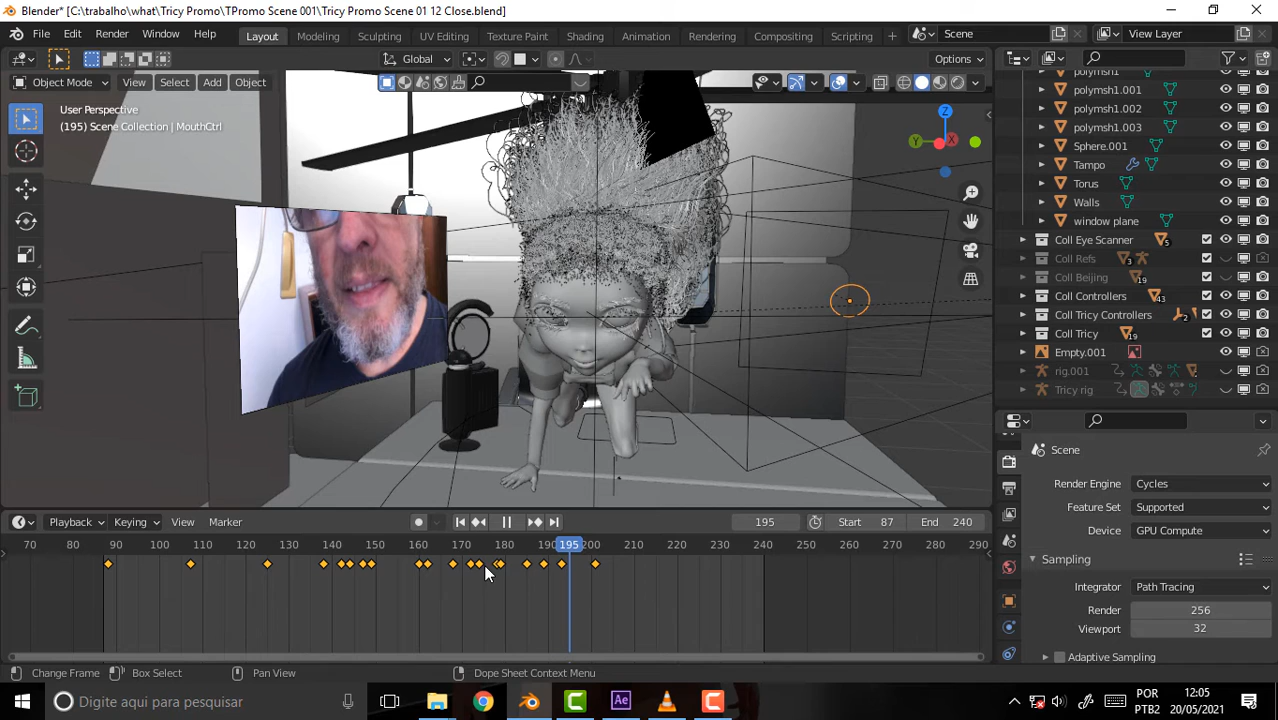 Blender* [C:\trabalho\what\Tricy Promo\TPromo Scene 001\Tricy Promo Scene 01 12 Close.blend]
File Edit Render Window Help Layout Modeling Sculpting UV Editing Texture Paint Shading Animation Rendering Compositing Scripting + Scene View Layer
Global Options
Object Mode View Select Add Object
User Perspective
(195) Scene Collection | MouthCtrl
Z
Y
X
polymsh1
polymsh1.001
polymsh1.002
polymsh1.003
Sphere.001
Tampo
Torus
Walls
window plane
Coll Eye Scanner 5
Coll Refs 3
Coll Beijing 19
Coll Controllers 43
Coll Tricy Controllers 2
Coll Tricy 19
Empty.001
rig.001
Tricy rig
Scene
Render Engine Cycles
Feature Set Supported
Device GPU Compute
Sampling
Integrator Path Tracing
Render 256
Viewport 32
Adaptive Sampling
Playback Keying View Marker 195 Start 87 End 240
70 80 90 100 110 120 130 140 150 160 170 180 190 195 200 210 220 230 240 250 260 270 280 290
Change Frame Box Select Pan View Dope Sheet Context Menu
Digite aqui para pesquisar
Ae
POR
PTB2
12:05
20/05/2021